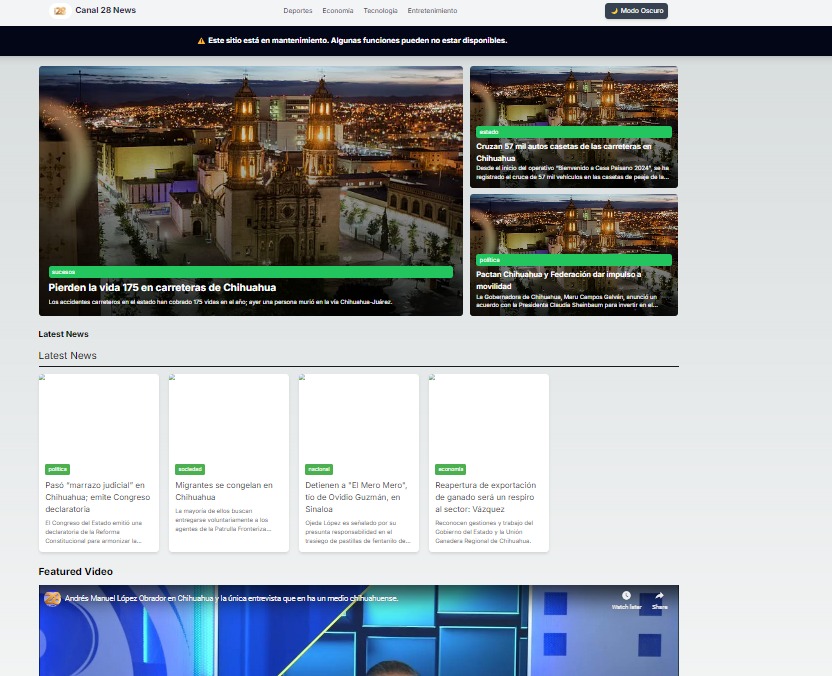 Canal 28 News
Deportes Economía Tecnología Entretenimiento
Modo Oscuro
Este sitio está en mantenimiento. Algunas funciones pueden no estar disponibles.
sucesos
Pierden la vida 175 en carreteras de Chihuahua
Los accidentes carreteros en el estado han cobrado 175 vidas en el año; ayer una persona murió en la vía Chihuahua-Juárez.
estado
Cruzan 57 mil autos casetas de las carreteras en
Chihuahua
Desde el inicio del operativo "Bienvenido a Casa Paisano 2024", se ha
registrado el cruce de 57 mil vehículos en las casetas de peaje de la...
política
Pactan Chihuahua y Federación dar impulso a
movilidad
La Gobernadora de Chihuahua, Maru Campos Galván, anunció un
acuerdo con la Presidenta Claudia Sheinbaum para invertir en el...
Latest News
Latest News
política
Pasó "marrazo judicial" en
Chihuahua; emite Congreso
declaratoria
El Congreso del Estado emitió una
declaratoria de la Reforma
Constitucional para armonizar la...
sociedad
Migrantes se congelan en
Chihuahua
La mayoría de ellos buscan
entregarse voluntariamente a los
agentes de la Patrulla Fronteriza...
nacional
Detienen a "El Mero Mero",
tío de Ovidio Guzmán, en
Sinaloa
Ojeda López es señalado por su
presunta responsabilidad en el
trasiego de pastillas de fentanilo de...
economía
Reapertura de exportación
de ganado será un respiro
al sector: Vázquez
Reconocen gestiones y trabajo del
Gobierno del Estado y la Unión
Ganadera Regional de Chihuahua.
Featured Video
Andrés Manuel López Obrador en Chihuahua y la única entrevista que en ha un medio chihuahuense.
Watch later Share